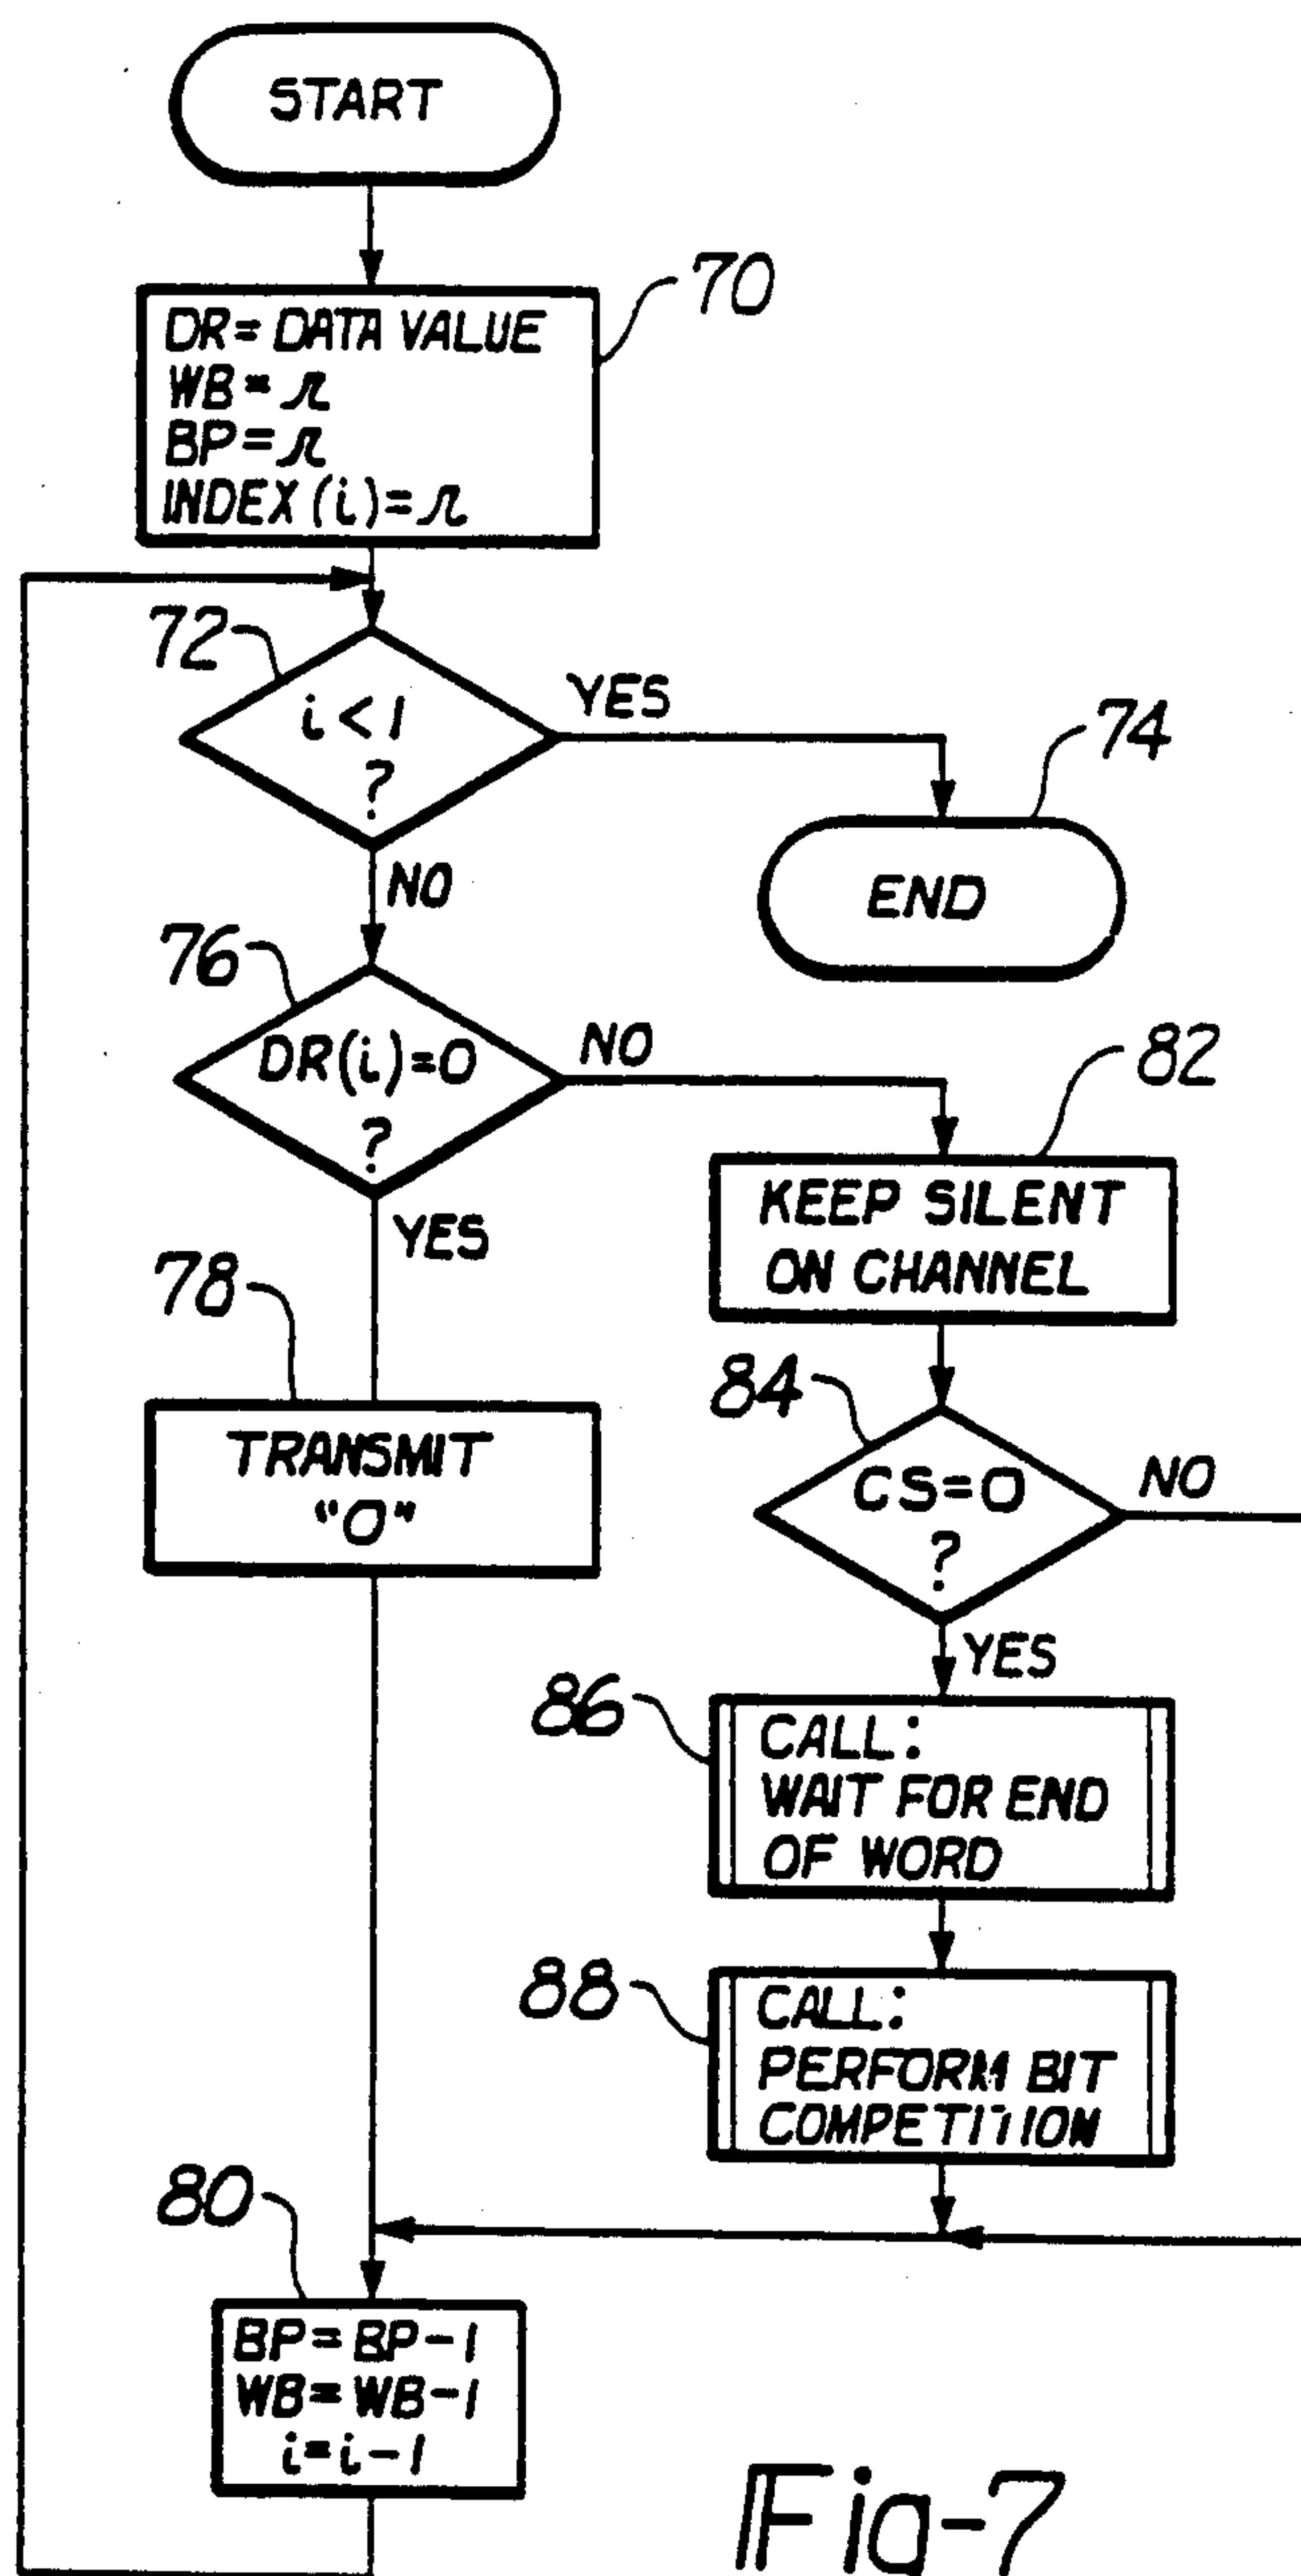 START
70
DR = DATA VALUE
WB = r
BP = r
INDEX (i) = r
72
i < 1
?
YES
74
END
NO
76
DR(i)=0
?
NO
82
KEEP SILENT
ON CHANNEL
YES
78
TRANSMIT
"0"
84
CS=0
?
NO
YES
86
CALL:
WAIT FOR END
OF WORD
88
CALL:
PERFORM BIT
COMPETITION
80
BP = BP-1
WB = WB-1
i = i-1
Fig-7